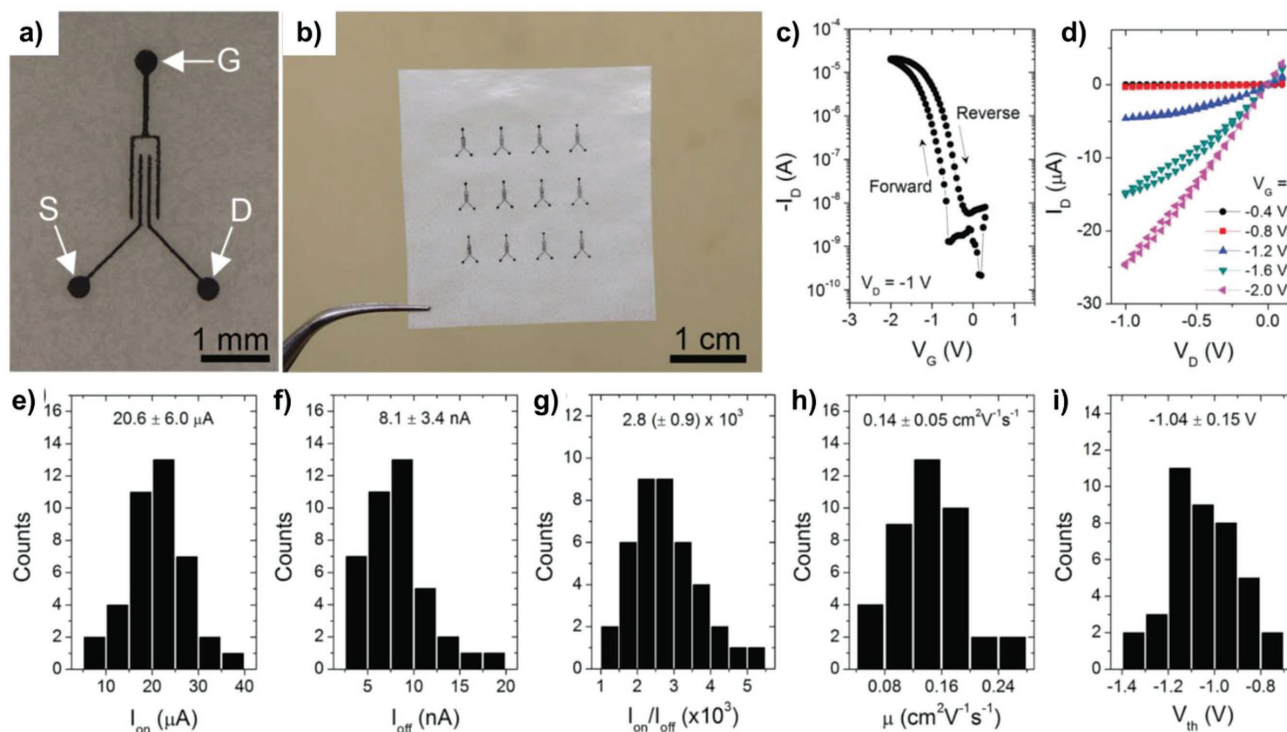 a)
G
S
D
1 mm
b)
1 cm
c)
-I_D (A)
10⁻⁴
10⁻⁵
10⁻⁶
10⁻⁷
10⁻⁸
10⁻⁹
10⁻¹⁰
Reverse
Forward
V_D = -1 V
-3 -2 -1 0 1
V_G (V)
d)
I_D (µA)
0
-10
-20
-30
V_G =
-0.4 V
-0.8 V
-1.2 V
-1.6 V
-2.0 V
-1.0 -0.5 0.0
V_D (V)
e)
20.6 ± 6.0 µA
Counts
16
14
12
10
8
6
4
2
0
0 10 20 30 40
I_on (µA)
f)
8.1 ± 3.4 nA
Counts
16
14
12
10
8
6
4
2
0
5 10 15 20
I_off (nA)
g)
2.8 (± 0.9) x 10³
Counts
12
10
8
6
4
2
0
1 2 3 4 5
I_on/I_off (x10³)
h)
0.14 ± 0.05 cm²V⁻¹s⁻¹
Counts
16
14
12
10
8
6
4
2
0
0.08 0.16 0.24
µ (cm²V⁻¹s⁻¹)
i)
-1.04 ± 0.15 V
Counts
14
12
10
8
6
4
2
0
-1.4 -1.2 -1.0 -0.8
V_th (V)